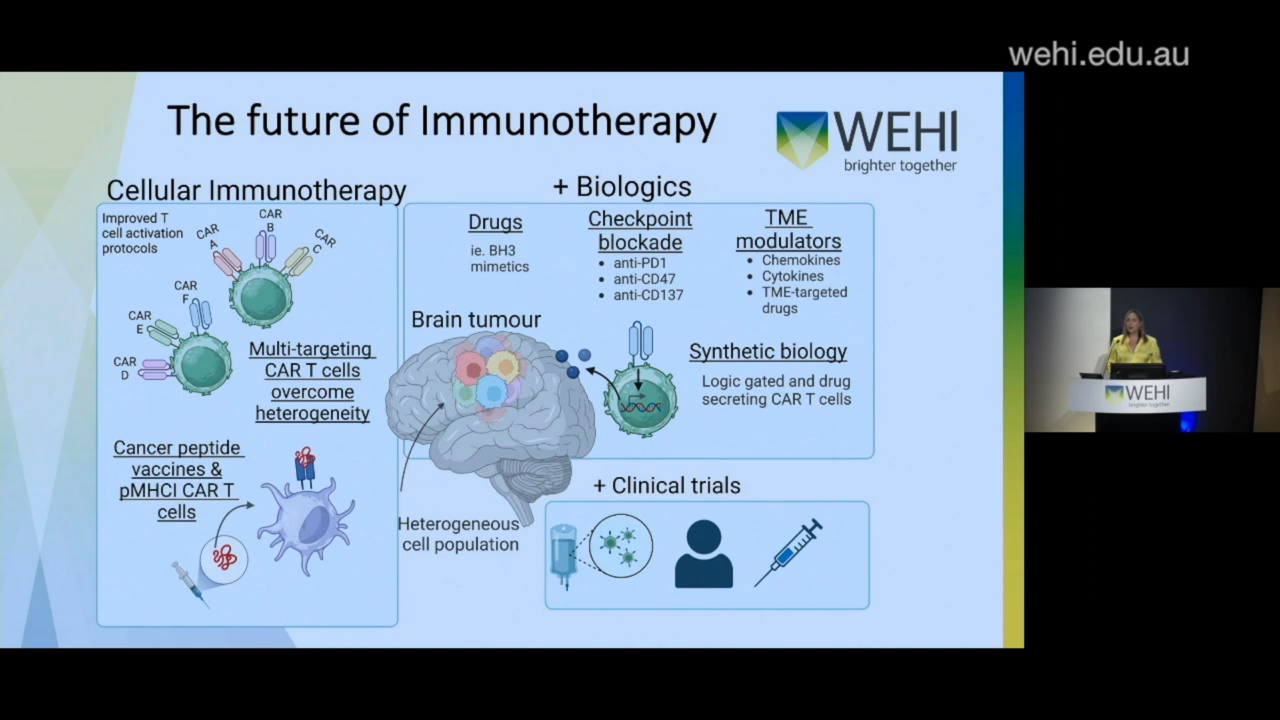 wehi.edu.au
The future of Immunotherapy
WEHI
brighter together
Cellular Immunotherapy
Improved T
cell activation
protocols
CAR
A
CAR
B
CAR
C
CAR
F
CAR
E
CAR
D
Multi-targeting
CAR T cells
overcome
heterogeneity
Cancer peptide
vaccines &
pMHCI CAR T
cells
+ Biologics
Drugs
ie. BH3
mimetics
Checkpoint
blockade
• anti-PD1
• anti-CD47
• anti-CD137
TME
modulators
• Chemokines
• Cytokines
• TME-targeted
drugs
Brain tumour
Synthetic biology
Logic gated and drug
secreting CAR T cells
Heterogeneous
cell population
+ Clinical trials
WEHI
brighter together